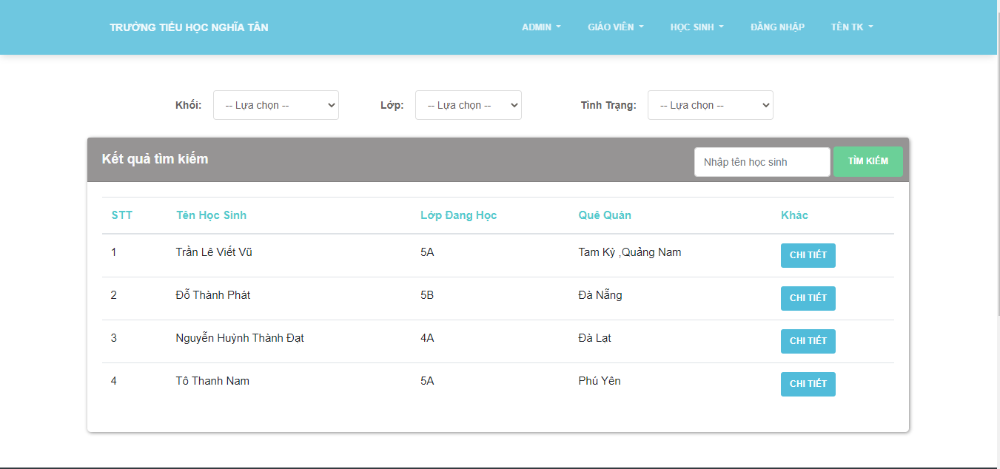 TRƯỜNG TIỂU HỌC NGHĨA TÂN ADMIN GIÁO VIÊN HỌC SINH ĐĂNG NHẬP TÊN TK
Khối: -- Lựa chọn -- Lớp: -- Lựa chọn -- Tình Trạng: -- Lựa chọn --
Kết quả tìm kiếm Nhập tên học sinh TÌM KIẾM
STT Tên Học Sinh Lớp Đang Học Quê Quán Khác
1 Trần Lê Viết Vũ 5A Tam Kỳ ,Quảng Nam CHI TIẾT
2 Đỗ Thành Phát 5B Đà Nẵng CHI TIẾT
3 Nguyễn Huỳnh Thành Đạt 4A Đà Lạt CHI TIẾT
4 Tô Thanh Nam 5A Phú Yên CHI TIẾT